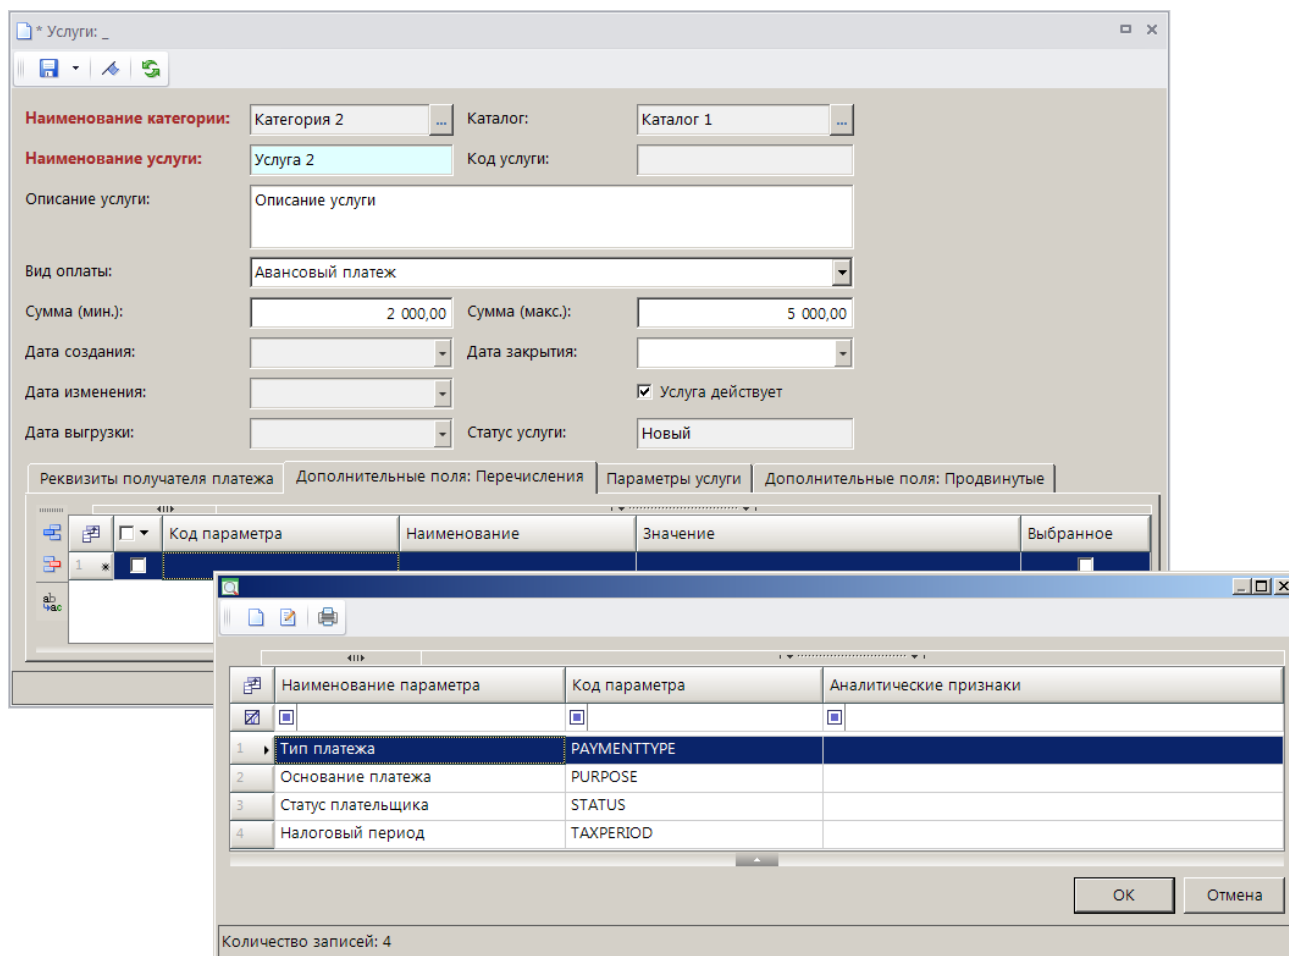 * Услуги: _
Наименование категории: Категория 2 ... Каталог: Каталог 1 ...
Наименование услуги: Услуга 2 Код услуги:
Описание услуги: Описание услуги
Вид оплаты: Авансовый платеж
Сумма (мин.): 2 000,00 Сумма (макс.): 5 000,00
Дата создания: Дата закрытия:
Дата изменения: Услуга действует
Дата выгрузки: Статус услуги: Новый
Реквизиты получателя платежа Дополнительные поля: Перечисления Параметры услуги Дополнительные поля: Продвинутые
Код параметра Наименование Значение Выбранное
1
ab
ac
Наименование параметра Код параметра Аналитические признаки
1 Тип платежа PAYMENTTYPE
2 Основание платежа PURPOSE
3 Статус плательщика STATUS
4 Налоговый период TAXPERIOD
OK Отмена
Количество записей: 4